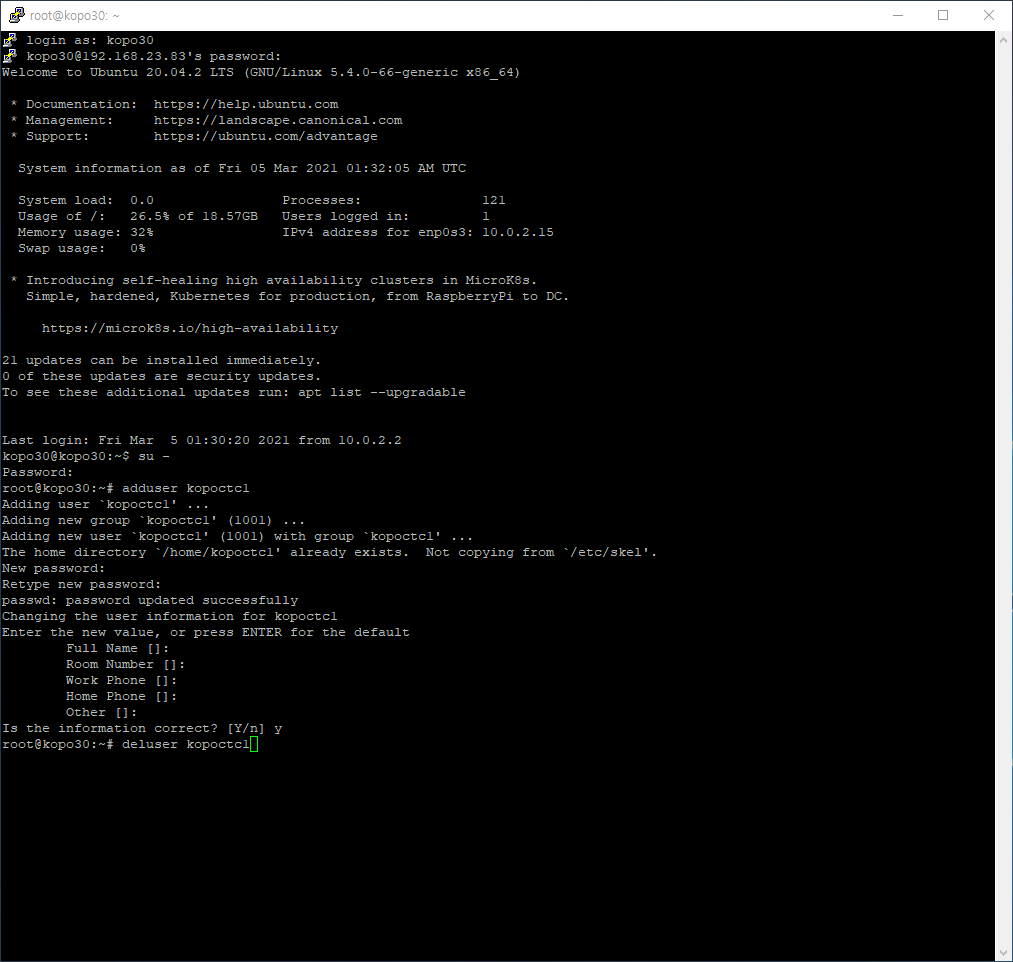 root@kopo30: ~
login as: kopo30
kopo30@192.168.23.83's password:
Welcome to Ubuntu 20.04.2 LTS (GNU/Linux 5.4.0-66-generic x86_64)
* Documentation:  https://help.ubuntu.com
* Management:     https://landscape.canonical.com
* Support:        https://ubuntu.com/advantage
System information as of Fri 05 Mar 2021 01:32:05 AM UTC
System load:  0.0                Processes:               121
Usage of /:   26.5% of 18.57GB   Users logged in:         1
Memory usage: 32%                IPv4 address for enp0s3: 10.0.2.15
Swap usage:   0%
* Introducing self-healing high availability clusters in MicroK8s.
Simple, hardened, Kubernetes for production, from RaspberryPi to DC.
https://microk8s.io/high-availability
21 updates can be installed immediately.
0 of these updates are security updates.
To see these additional updates run: apt list --upgradable
Last login: Fri Mar  5 01:30:20 2021 from 10.0.2.2
kopo30@kopo30:~$ su -
Password:
root@kopo30:~# adduser kopoctc1
Adding user `kopoctc1' ...
Adding new group `kopoctc1' (1001) ...
Adding new user `kopoctc1' (1001) with group `kopoctc1' ...
The home directory `/home/kopoctc1' already exists.  Not copying from `/etc/skel'.
New password:
Retype new password:
passwd: password updated successfully
Changing the user information for kopoctc1
Enter the new value, or press ENTER for the default
Full Name []:
Room Number []:
Work Phone []:
Home Phone []:
Other []:
Is the information correct? [Y/n] y
root@kopo30:~# deluser kopoctc1